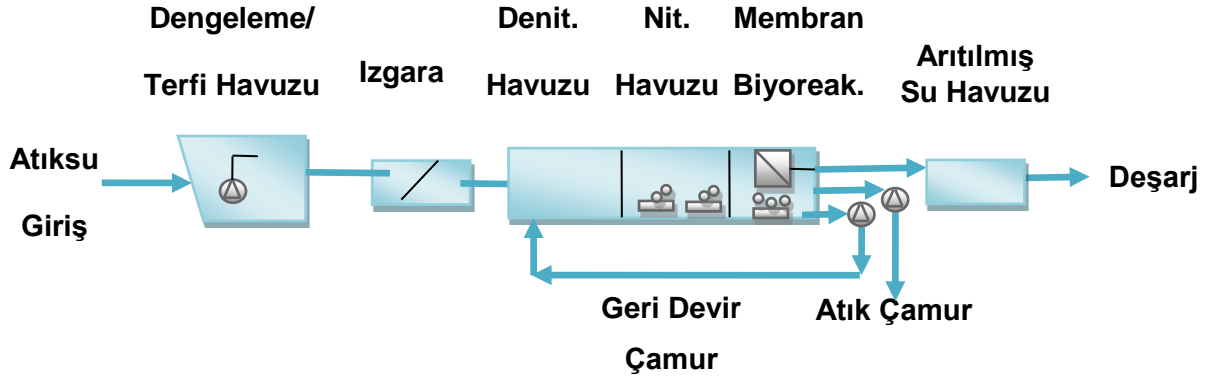 Dengeleme/
Terfi Havuzu
Izgara
Denit.
Havuzu
Nit.
Havuzu
Membran
Biyoreak.
Arıtılmış
Su Havuzu
Atıksu
Giriş
Deşarj
Geri Devir
Çamur
Atık Çamur